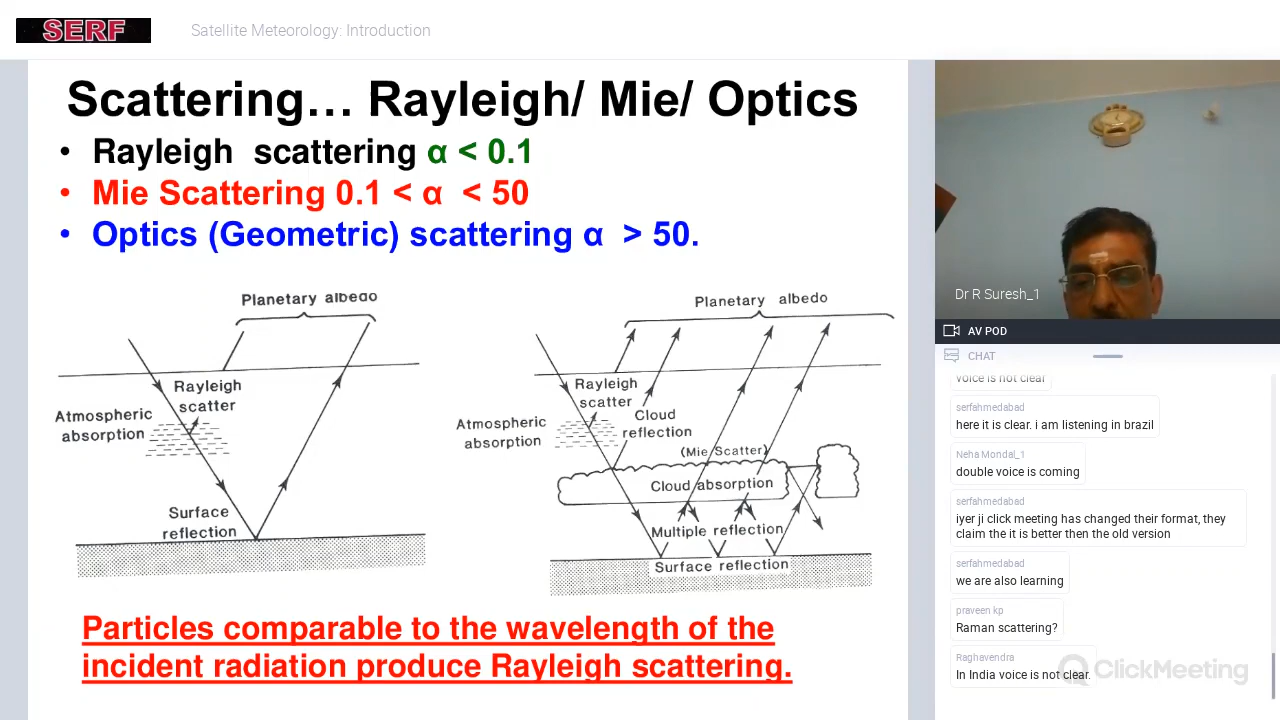 SERF
Satellite Meteorology: Introduction
Scattering... Rayleigh/ Mie/ Optics
• Rayleigh scattering α < 0.1
• Mie Scattering 0.1 < α < 50
• Optics (Geometric) scattering α > 50.
Planetary albedo
Rayleigh
scatter
Atmospheric
absorption
Surface
reflection
Planetary albedo
Rayleigh
scatter
Cloud
reflection
Atmospheric
absorption
(Mie Scatter)
Cloud absorption
Multiple reflection
Surface reflection
Particles comparable to the wavelength of the
incident radiation produce Rayleigh scattering.
Dr R Suresh_1
AV POD
CHAT
voice is not clear
serfahmedabad
here it is clear. i am listening in brazil
Neha Mondal_1
double voice is coming
serfahmedabad
iyer ji click meeting has changed their format, they
claim the it is better then the old version
serfahmedabad
we are also learning
praveen kp
Raman scattering?
Raghavendra
In India voice is not clear.
ClickMeeting